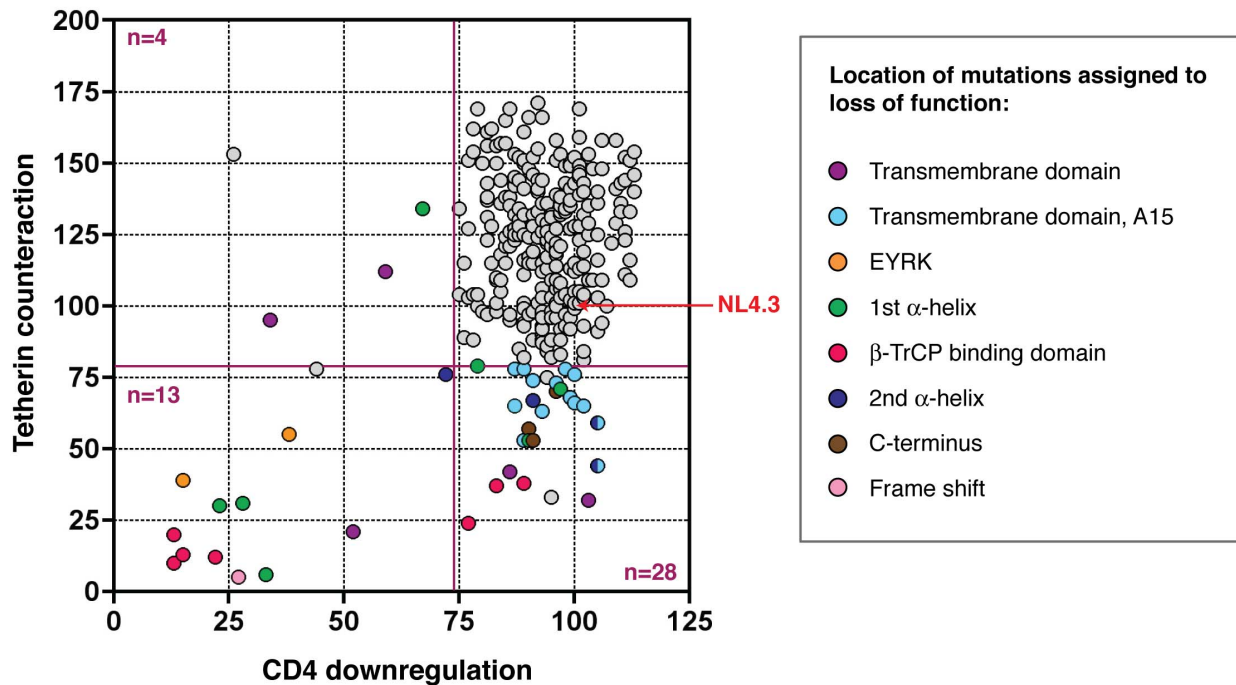 200
175
150
125
100
75
50
25
0
Tetherin counteraction
n=4
n=13
n=28
NL4.3
0 25 50 75 100 125
CD4 downregulation
Location of mutations assigned to
loss of function:
Transmembrane domain
Transmembrane domain, A15
EYRK
1st α-helix
β-TrCP binding domain
2nd α-helix
C-terminus
Frame shift